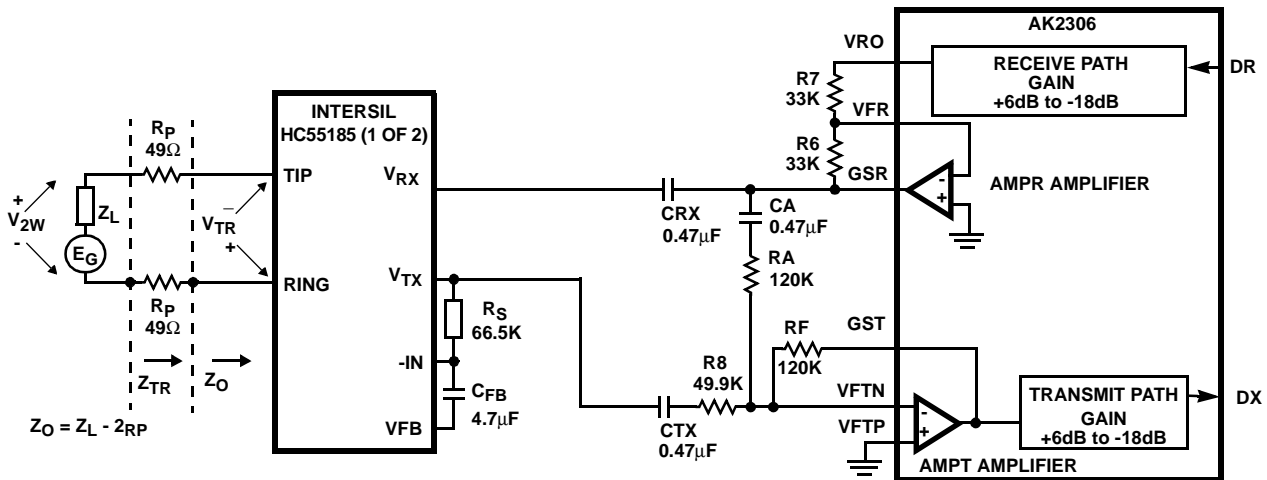 AK2306
VRO
RECEIVE PATH
GAIN
+6dB to -18dB
DR
R7
33K
VFR
R6
33K
GSR
AMPR AMPLIFIER
INTERSIL
HC55185 (1 OF 2)
RP
49Ω
TIP
VRX
+
V2W
-
ZL
EG
–
VTR
+
CRX
0.47μF
CA
0.47μF
RA
120K
RING
VTX
RP
49Ω
RS
66.5K
-IN
CFB
4.7μF
VFB
ZTR
ZO
ZO = ZL - 2RP
R8
49.9K
CTX
0.47μF
RF
120K
GST
VFTN
VFTP
-
+
-
+
TRANSMIT PATH
GAIN
+6dB to -18dB
DX
AMPT AMPLIFIER